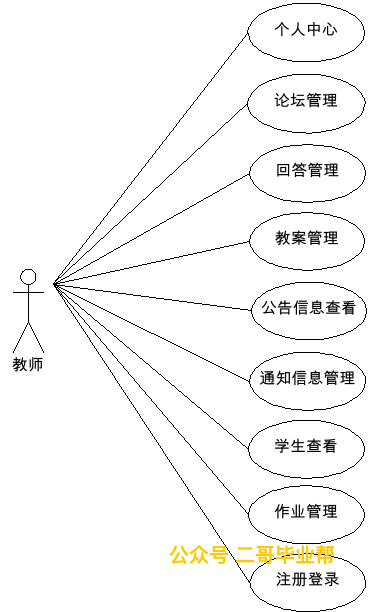 个人中心
论坛管理
回答管理
教案管理
公告信息查看
教师
通知信息管理
学生查看
作业管理
公众号 二哥毕业帮
注册登录